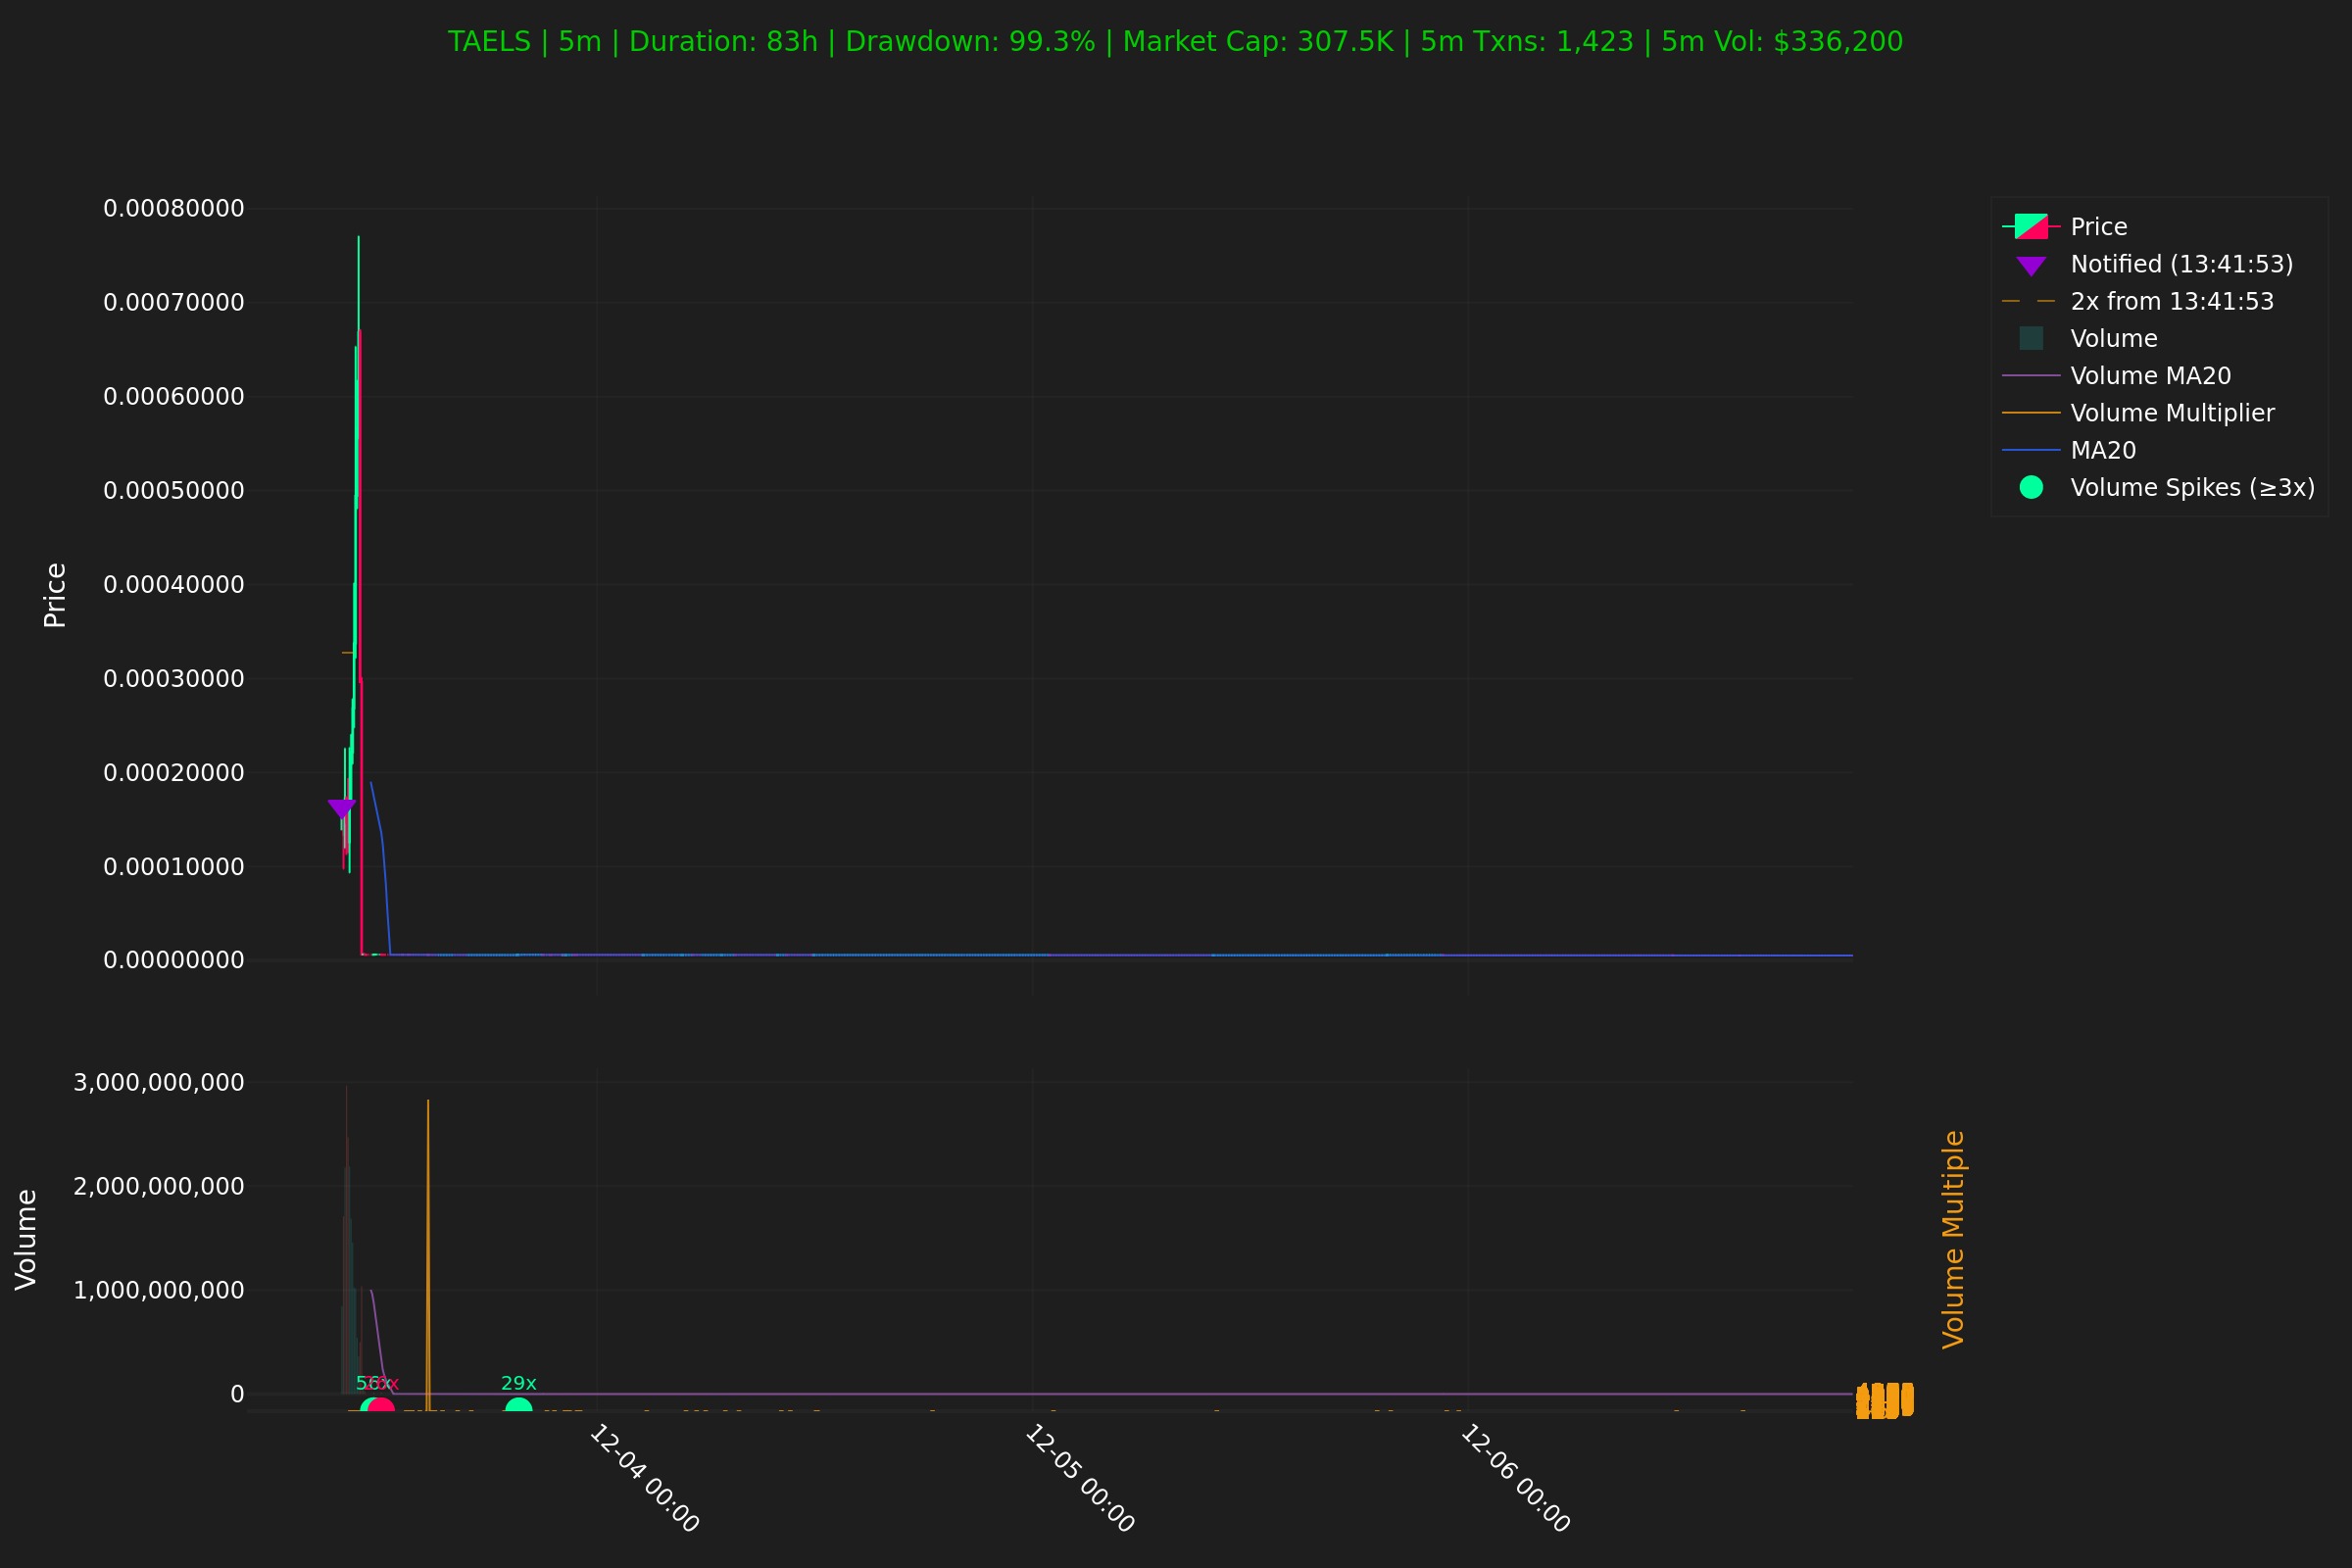 TAELS | 5m | Duration: 83h | Drawdown: 99.3% | Market Cap: 307.5K | 5m Txns: 1,423 | 5m Vol: $336,200
Price
0.00080000
0.00070000
0.00060000
0.00050000
0.00040000
0.00030000
0.00020000
0.00010000
0.00000000
Price
Notified (13:41:53)
2x from 13:41:53
Volume
Volume MA20
Volume Multiplier
MA20
Volume Spikes (≥3x)
Volume
3,000,000,000
2,000,000,000
1,000,000,000
0
56x
29x
Volume Multiple
12-04 00:00
12-05 00:00
12-06 00:00